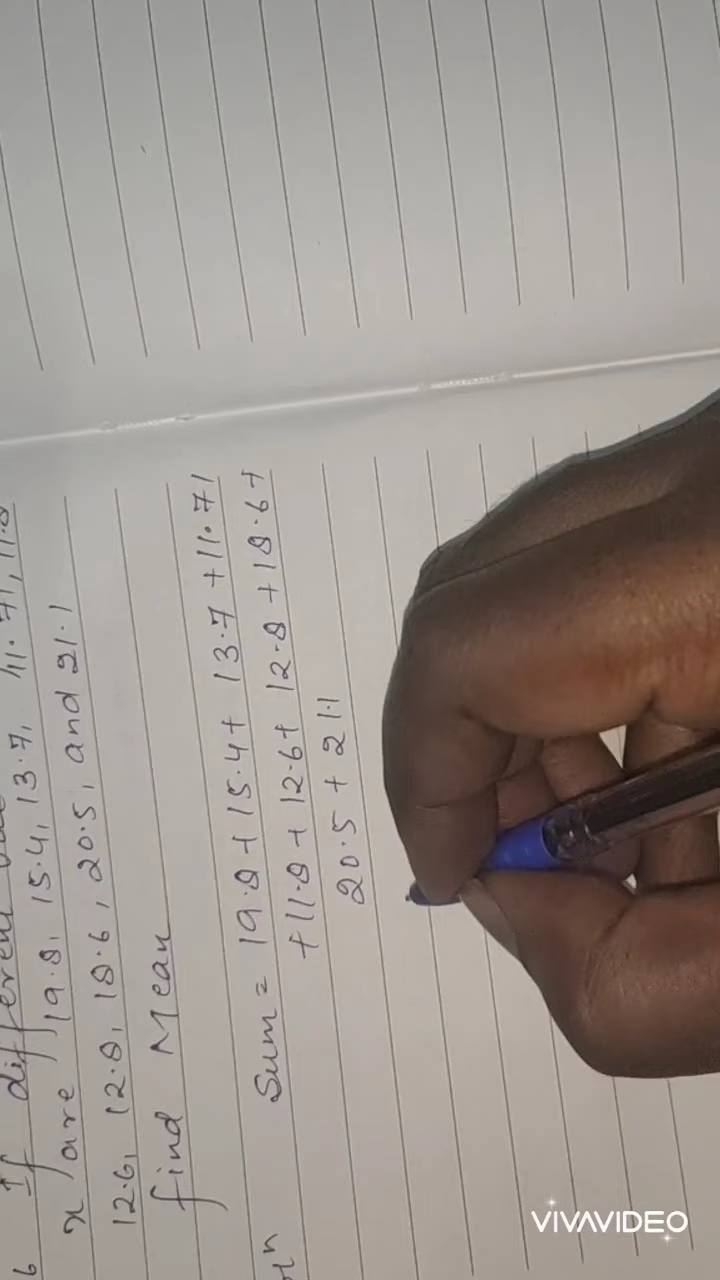 6 If different
x are 19.8, 15.4, 13.7, 11.71, 11.8
12.6, 12.8, 18.6, 20.5, and 21.1
find Mean
Sum = 19.8 + 15.4 + 13.7 + 11.71
+ 11.8 + 12.6 + 12.8 + 18.6 +
20.5 + 21.1
VIVAVIDEO